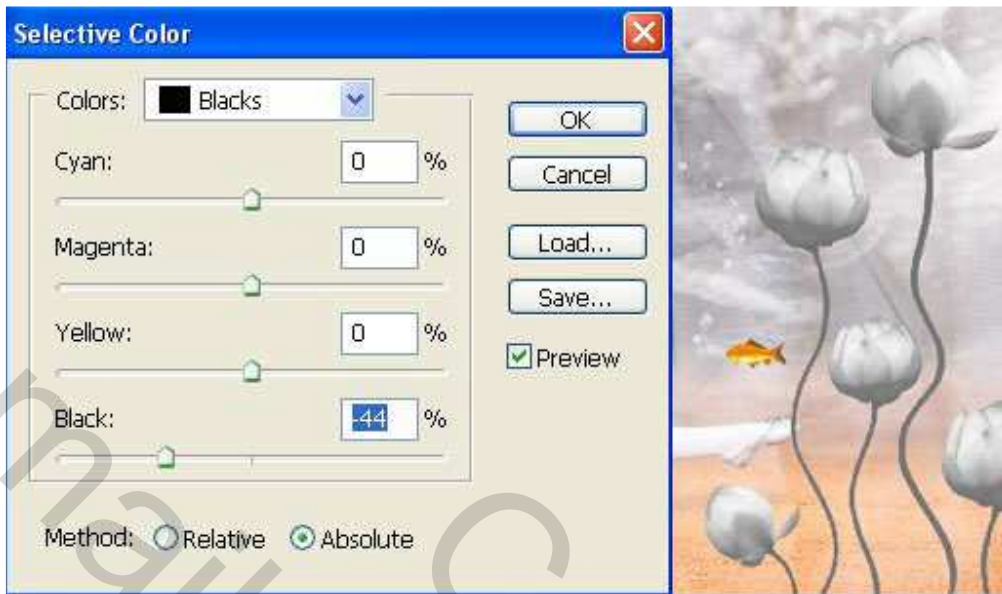 Selective Color
Colors: Blacks
Cyan: 0 %
Magenta: 0 %
Yellow: 0 %
Black: -44 %
Method: Relative Absolute
OK
Cancel
Load...
Save...
Preview